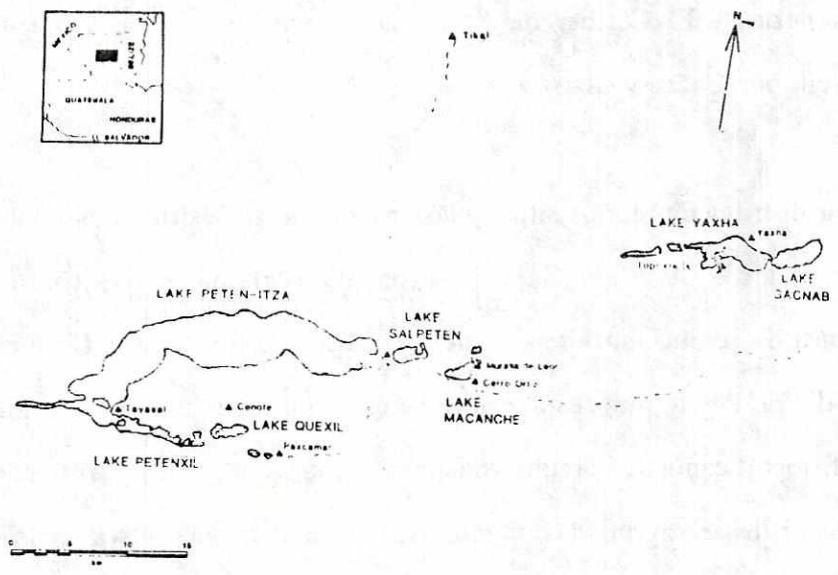 MEXICO
BELIZE
GUATEMALA
HONDURAS
EL SALVADOR
Tikal
N
LAKE YAXHA
Yaxha
LAKE
SACNAB
LAKE PETEN-ITZA
LAKE
SALPETEN
Cerro Ortiz
LAKE
MACANCHE
Tayasal
Cenote
LAKE QUEXIL
Paxcaman
LAKE PETENXIL
0 5 10 15
km